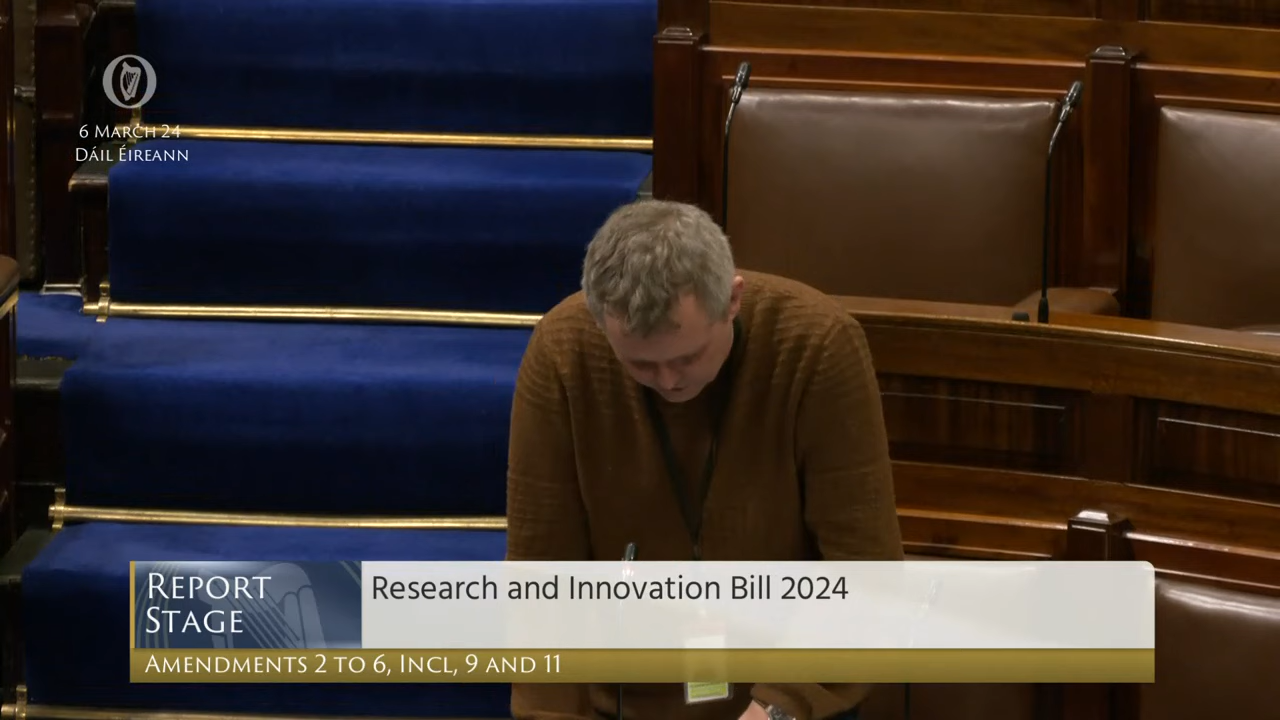 6 March 24
Dáil Éireann
Report
Stage
Research and Innovation Bill 2024
Amendments 2 to 6, Incl, 9 and 11